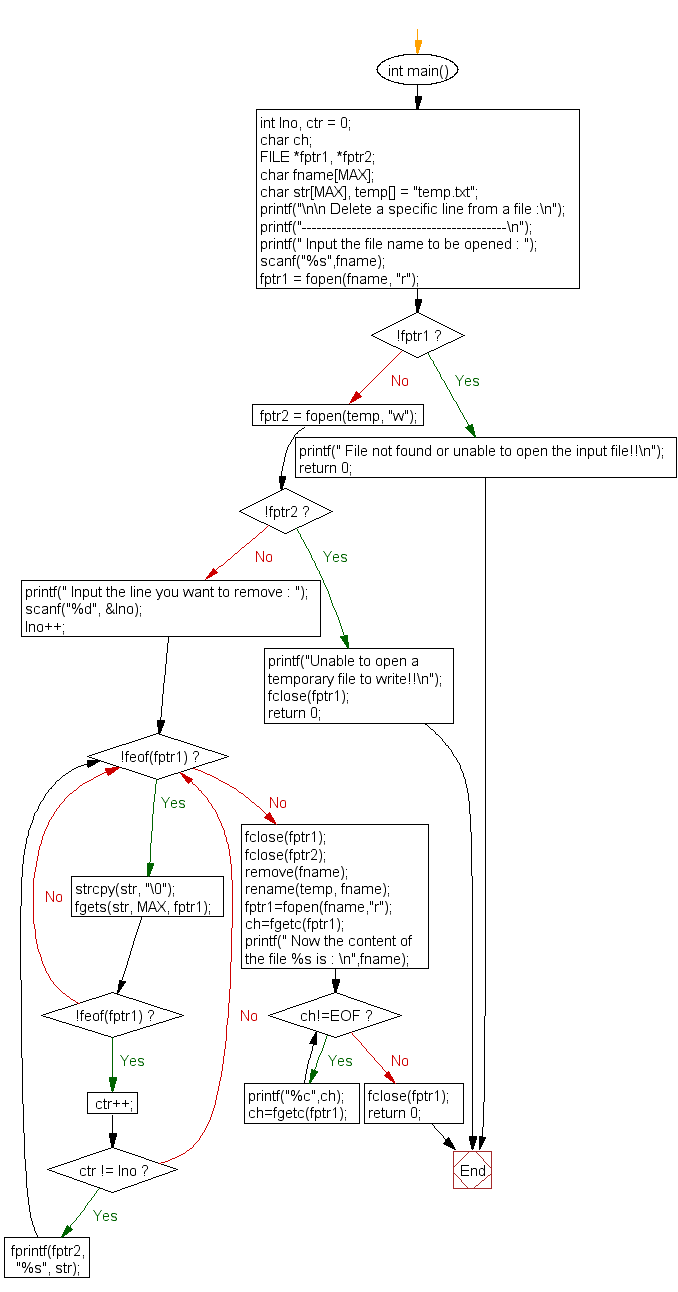 int main()
int lno, ctr = 0;
char ch;
FILE *fptr1, *fptr2;
char fname[MAX];
char str[MAX], temp[] = "temp.txt";
printf("\n\n Delete a specific line from a file :\n");
printf("-----------------------------------------\n");
printf(" Input the file name to be opened : ");
scanf("%s",fname);
fptr1 = fopen(fname, "r");
!fptr1 ?
No
Yes
fptr2 = fopen(temp, "w");
printf(" File not found or unable to open the input file!!\n");
return 0;
!fptr2 ?
No
Yes
printf(" Input the line you want to remove : ");
scanf("%d", &lno);
lno++;
printf("Unable to open a
temporary file to write!!\n");
fclose(fptr1);
return 0;
!feof(fptr1) ?
Yes
No
fclose(fptr1);
fclose(fptr2);
remove(fname);
rename(temp, fname);
fptr1=fopen(fname,"r");
ch=fgetc(fptr1);
printf(" Now the content of
the file %s is : \n",fname);
strcpy(str, "\0");
fgets(str, MAX, fptr1);
No
!feof(fptr1) ?
No
ch!=EOF ?
Yes
Yes
No
ctr++;
printf("%c",ch);
ch=fgetc(fptr1);
fclose(fptr1);
return 0;
ctr != lno ?
End
Yes
fprintf(fptr2,
"%s", str);